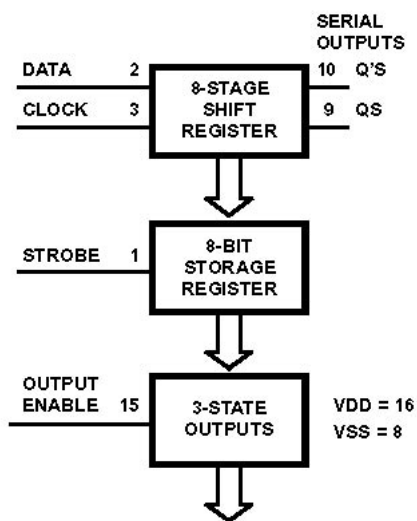 SERIAL
OUTPUTS
DATA 2
8-STAGE
SHIFT
REGISTER
10 Q'S
CLOCK 3
9 QS
STROBE 1
8-BIT
STORAGE
REGISTER
OUTPUT
ENABLE 15
3-STATE
OUTPUTS
VDD = 16
VSS = 8